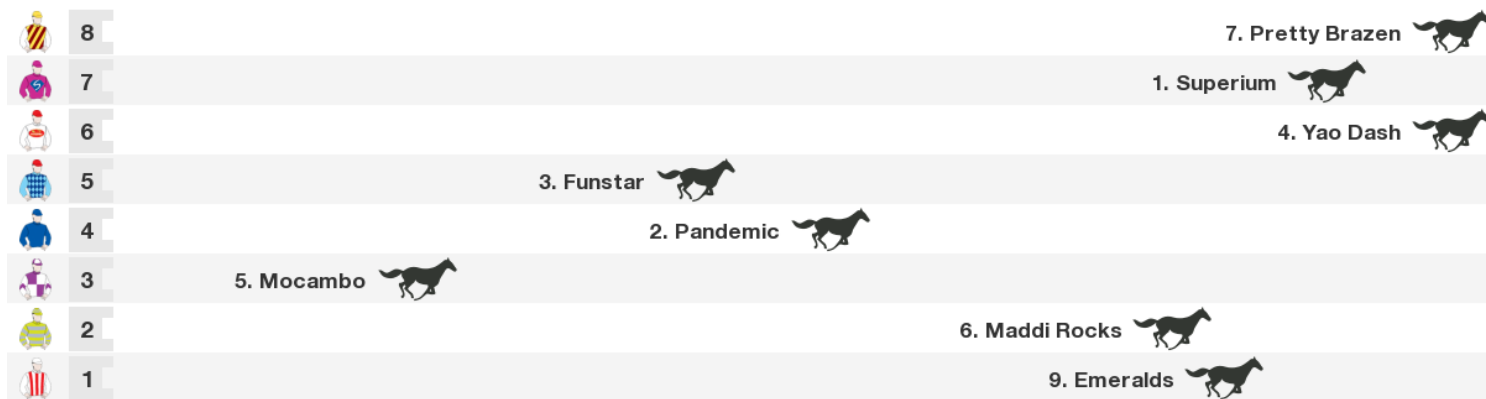 8 7. Pretty Brazen
7 1. Superium
6 4. Yao Dash
5 3. Funstar
4 2. Pandemic
3 5. Mocambo
2 6. Maddi Rocks
1 9. Emeralds